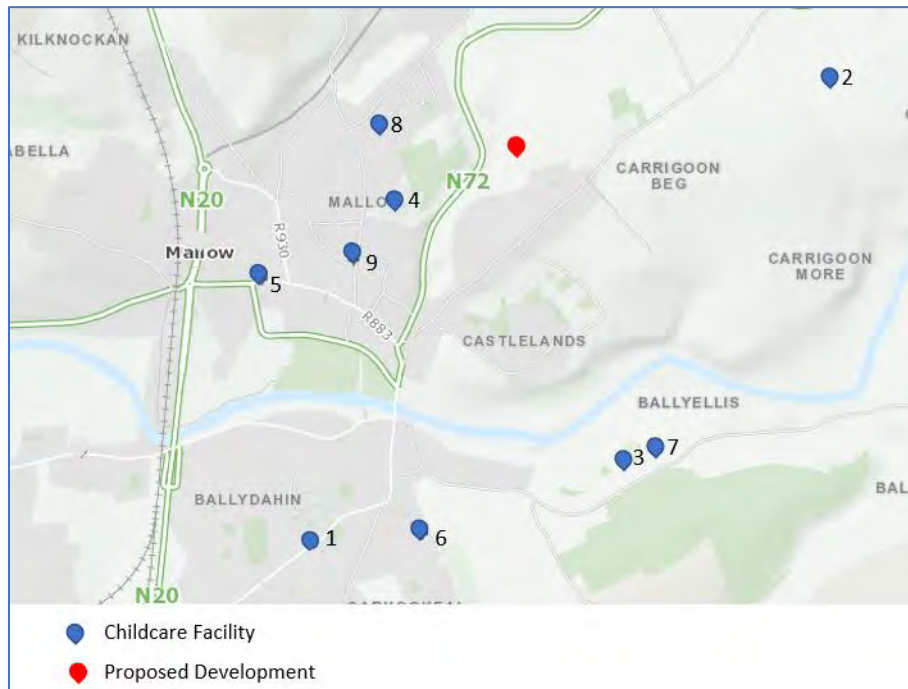 KILKNOCKAN
2
8
ABELLA
N72
CARRIGOON
BEG
N20
MALLO
4
R930
Mallow
9
CARRIGOON
MORE
5
R883
CASTLELANDS
BALLYELLIS
3
7
BALLYDAHIN
BAL
1
6
N20
Childcare Facility
Proposed Development